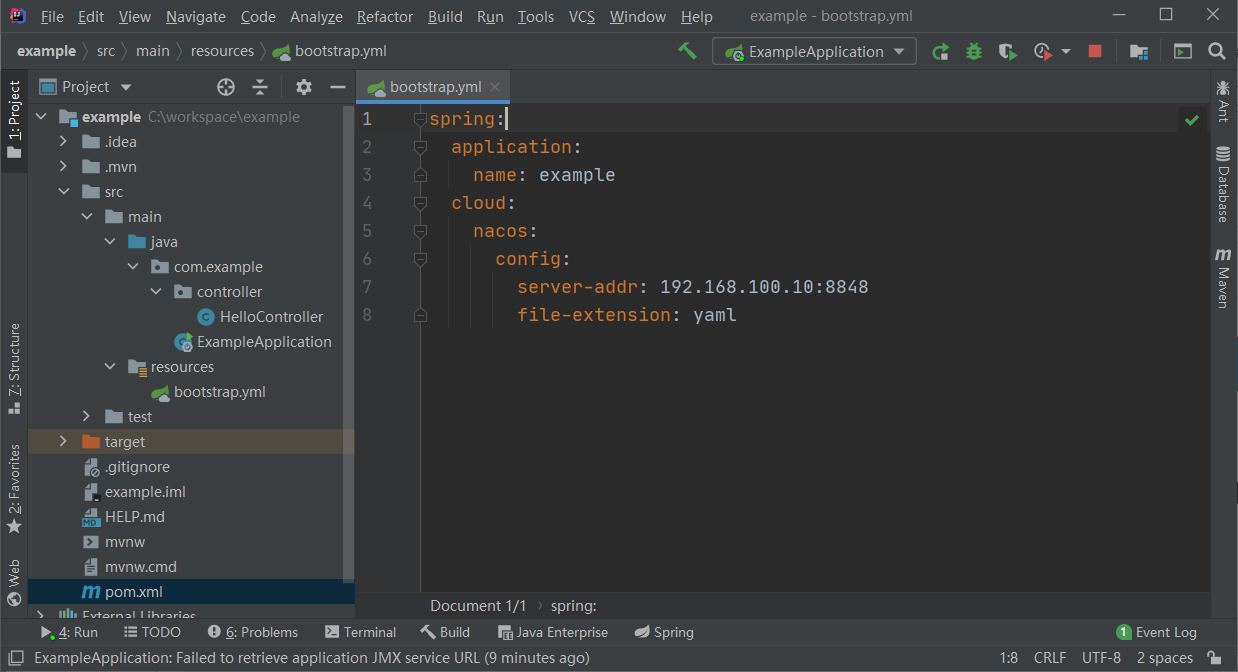 File Edit View Navigate Code Analyze Refactor Build Run Tools VCS Window Help example - bootstrap.yml
example src main resources bootstrap.yml ExampleApplication
1: Project
Z: Structure
2: Favorites
Web
Project
example C:\workspace\example
.idea
.mvn
src
main
java
com.example
controller
HelloController
ExampleApplication
resources
bootstrap.yml
test
target
.gitignore
example.iml
HELP.md
mvnw
mvnw.cmd
pom.xml
External Libraries
bootstrap.yml
1 spring:
2 application:
3 name: example
4 cloud:
5 nacos:
6 config:
7 server-addr: 192.168.100.10:8848
8 file-extension: yaml
Document 1/1 › spring:
Ant
Database
Maven
4: Run TODO 6: Problems Terminal Build Java Enterprise Spring 1 Event Log
ExampleApplication: Failed to retrieve application JMX service URL (9 minutes ago) 1:8 CRLF UTF-8 2 spaces